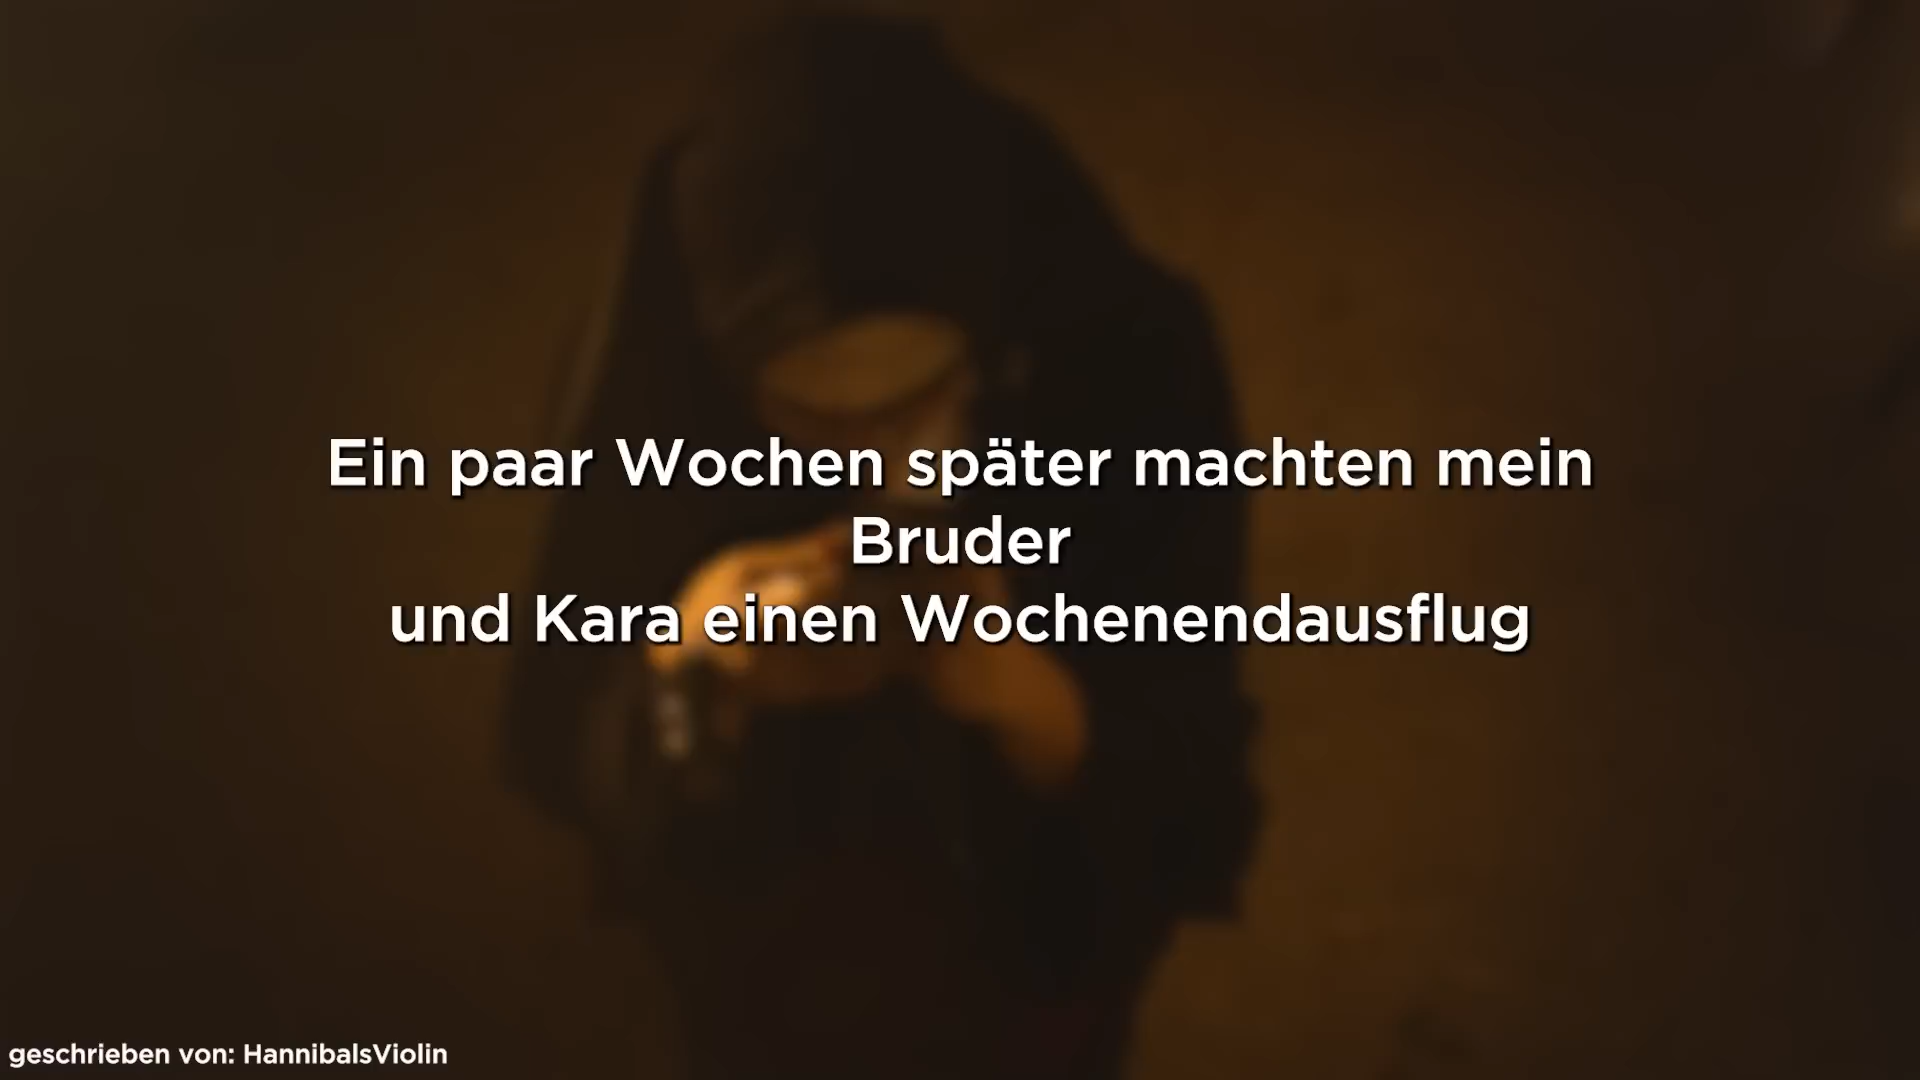 Ein paar Wochen später machten mein
Bruder
und Kara einen Wochenendausflug
geschrieben von: HannibalsViolin